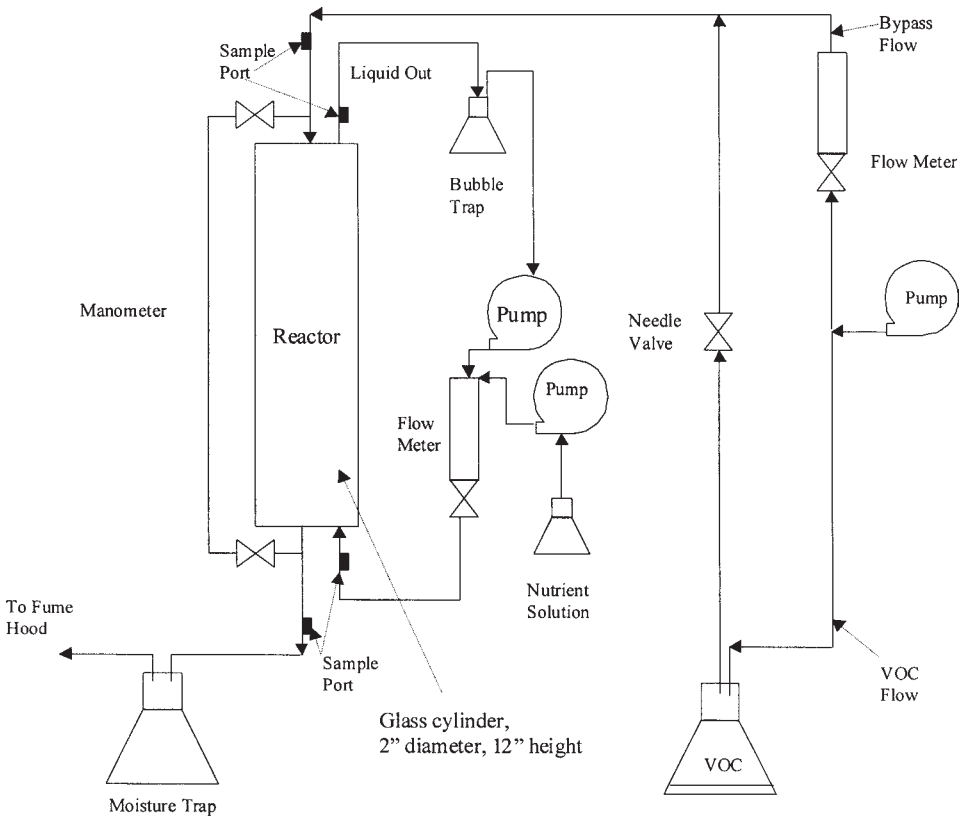 Bypass
Flow
Sample
Port
Liquid Out
Flow Meter
Bubble
Trap
Manometer
Reactor
Pump
Needle
Valve
Pump
Pump
Flow
Meter
Nutrient
Solution
To Fume
Hood
Sample
Port
VOC
Flow
Glass cylinder,
2” diameter, 12” height
VOC
Moisture Trap